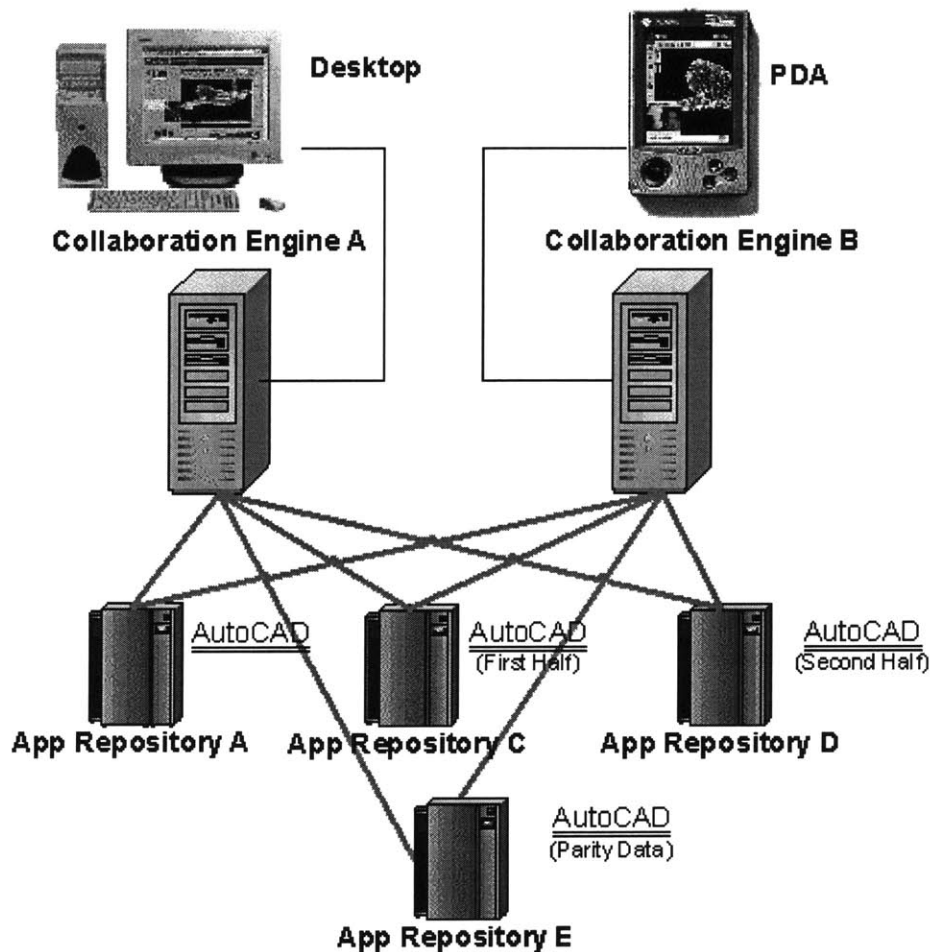 Desktop
PDA
Collaboration Engine A
Collaboration Engine B
AutoCAD
AutoCAD
(First Half)
AutoCAD
(Second Half)
App Repository A
App Repository C
App Repository D
AutoCAD
(Parity Data)
App Repository E